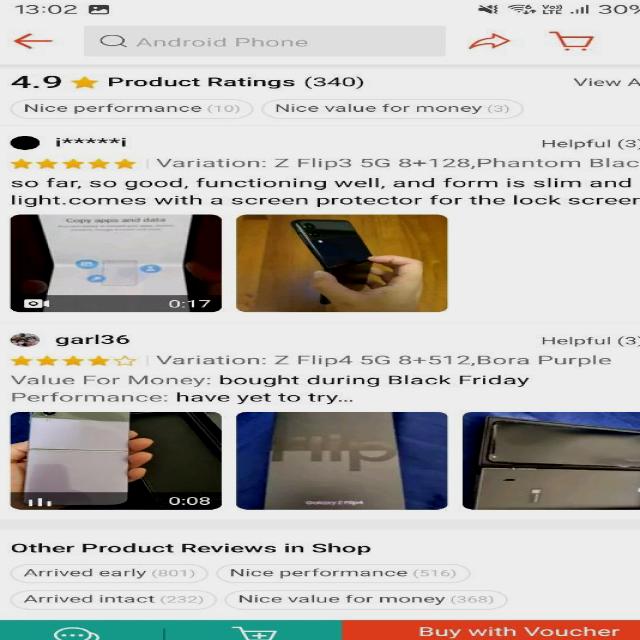 13:02
Vo)) LTE
30%
Android Phone
4.9 Product Ratings (340)
View A
Nice performance (10)
Nice value for money (3)
i*****i
Helpful (3)
Variation: Z Flip3 5G 8+128,Phantom Blac
so far, so good, functioning well, and form is slim and
light.comes with a screen protector for the lock screen
Copy apps and data
0:17
garl36
Helpful (3)
Variation: Z Flip4 5G 8+512,Bora Purple
Value For Money: bought during Black Friday
Performance: have yet to try...
0:08
Flip
Galaxy Z Flip4
Other Product Reviews in Shop
Arrived early (801)
Nice performance (516)
Arrived intact (232)
Nice value for money (368)
Buy with Voucher